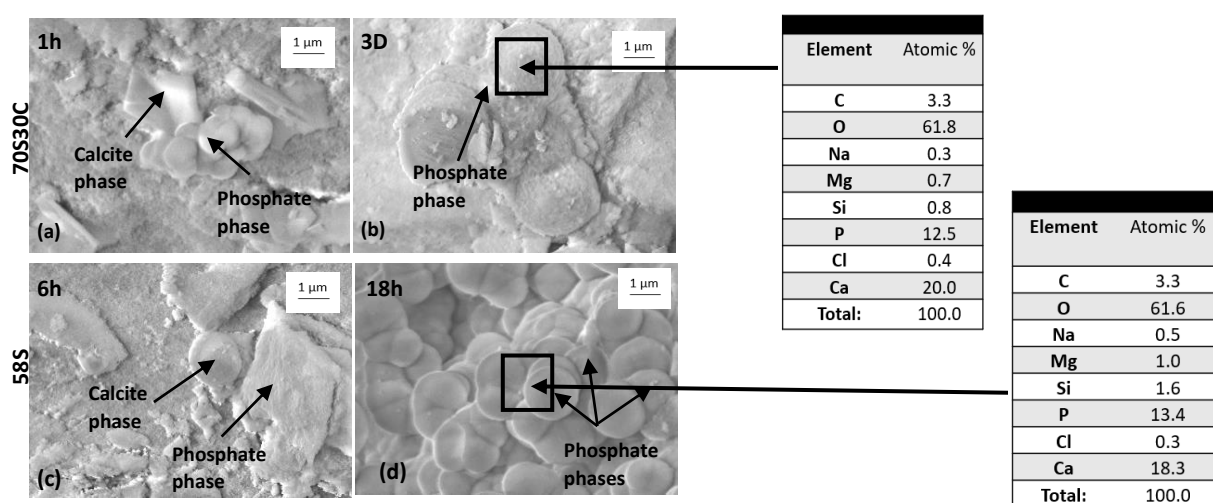 1h
1 µm
Calcite
phase
Phosphate
phase
(a)
70S30C
3D
1 µm
Phosphate
phase
(b)
6h
1 µm
Calcite
phase
Phosphate
phase
(c)
58S
18h
1 µm
Phosphate
phases
(d)
Element Atomic %
C 3.3
O 61.8
Na 0.3
Mg 0.7
Si 0.8
P 12.5
Cl 0.4
Ca 20.0
Total: 100.0
Element Atomic %
C 3.3
O 61.6
Na 0.5
Mg 1.0
Si 1.6
P 13.4
Cl 0.3
Ca 18.3
Total: 100.0